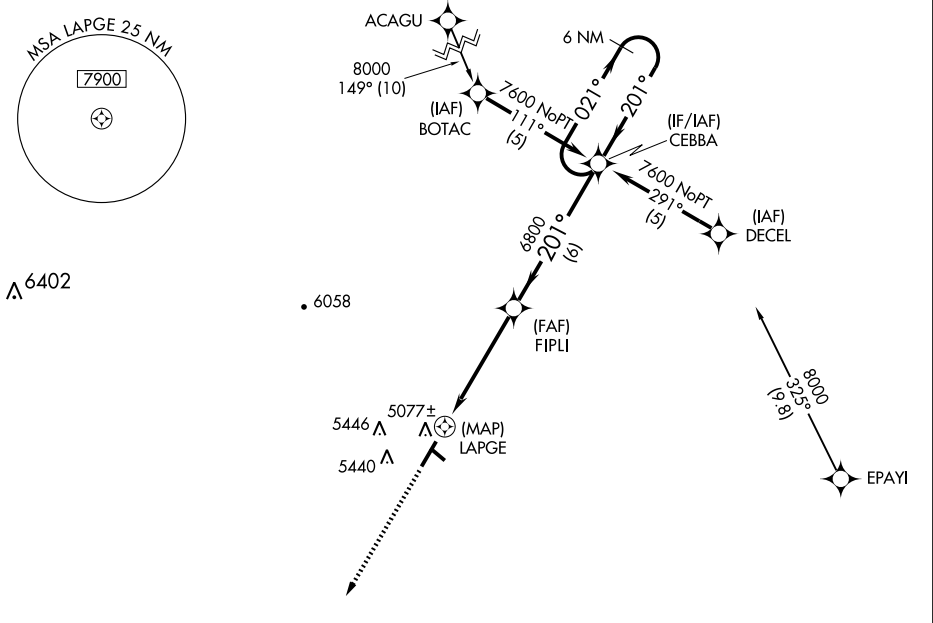 MSA LAPGE 25 NM
7900
ACAGU
8000
149° (10)
(IAF)
BOTAC
7600 NoPT
111°
(5)
6 NM
021°
201°
(IF/IAF)
CEBBA
7600 NoPT
291°
(5)
(IAF)
DECEL
6800
201°
(6)
6402
6058
(FAF)
FIPLI
8000
325°
(9.8)
5446
5077±
(MAP)
LAPGE
5440
EPAYI